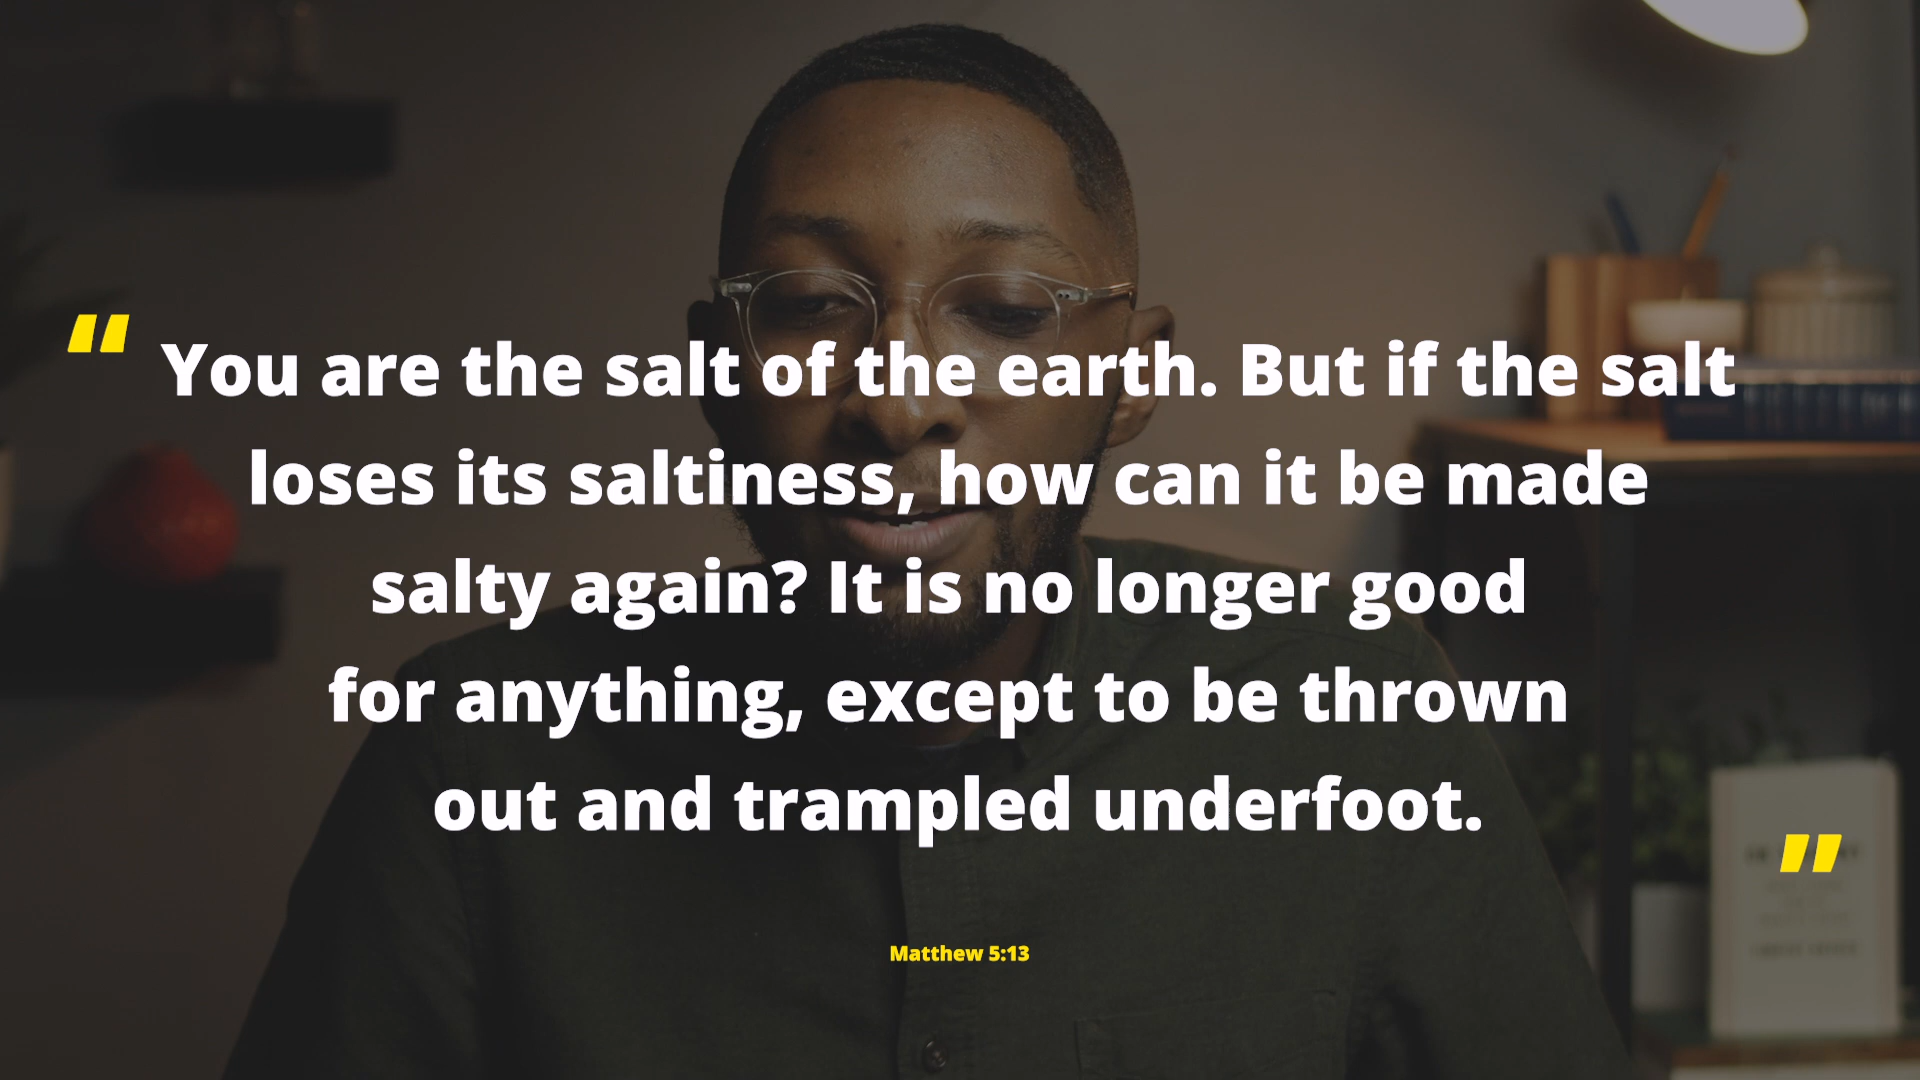 “ You are the salt of the earth. But if the salt
loses its saltiness, how can it be made
salty again? It is no longer good
for anything, except to be thrown
out and trampled underfoot.
”
Matthew 5:13